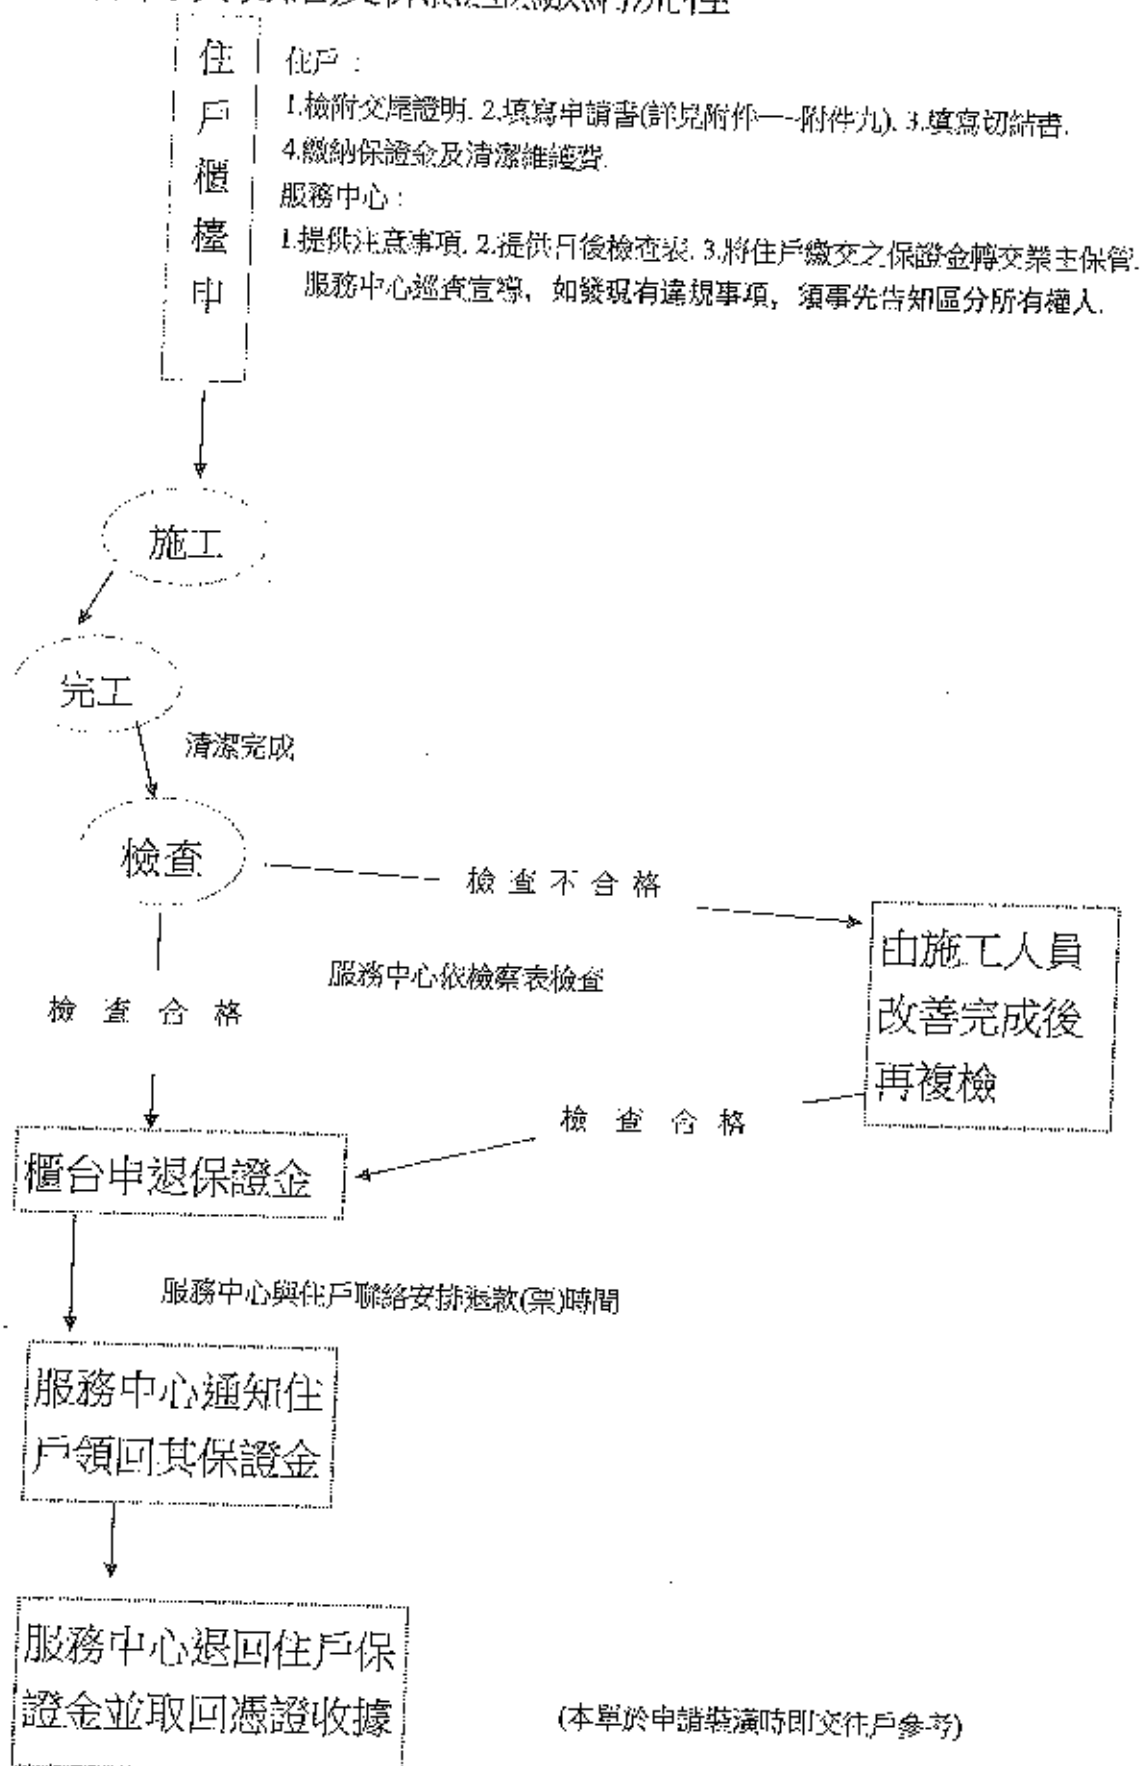 住戶櫃檯申
住戶：
1.檢附交屋證明. 2.填寫申請書(詳見附件一--附件九). 3.填寫切結書.
4.繳納保證金及清潔維護費.
服務中心：
1.提供注意事項. 2.提供日後檢查表. 3.將住戶繳交之保證金轉交業主保管.
服務中心巡查宣導，如發現有違規事項，須事先告知區分所有權人.
施工
完工
清潔完成
檢查
檢查不合格
由施工人員
改善完成後
再複檢
服務中心依檢察表檢查
檢查合格
檢查合格
櫃台申退保證金
服務中心與住戶聯絡安排退款(票)時間
服務中心通知住
戶領回其保證金
服務中心退回住戶保
證金並取回憑證收據
(本單於申請裝潢時即交住戶參考)